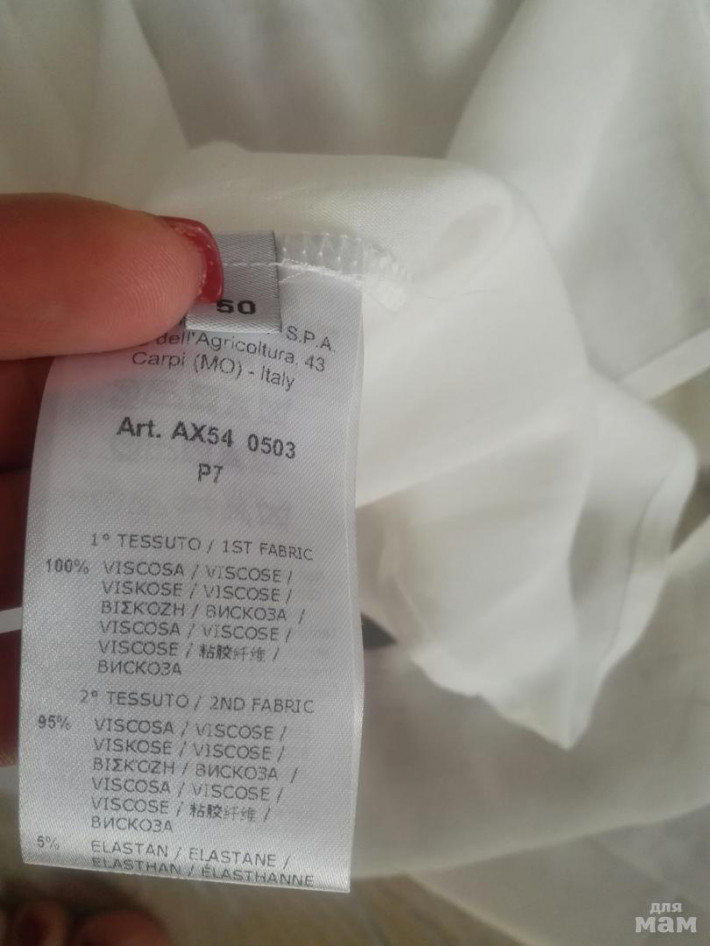 50
S.P.A.
dell'Agricoltura, 43
Carpi (MO) - Italy
Art. AX54 0503
P7
1° TESSUTO / 1ST FABRIC
100% VISCOSA / VISCOSE /
VISKOSE / VISCOSE /
ΒΙΣΚΌΖΗ / ВИСКОЗА /
VISCOSA / VISCOSE /
VISCOSE / 粘胶纤维 /
ВИСКОЗА
2° TESSUTO / 2ND FABRIC
95% VISCOSA / VISCOSE /
VISKOSE / VISCOSE /
ΒΙΣΚΌΖΗ / ВИСКОЗА /
VISCOSA / VISCOSE /
VISCOSE / 粘胶纤维 /
ВИСКОЗА
5% ELASTAN / ELASTANE /
ELASTHAN / ÉLASTHANNE
для
мам